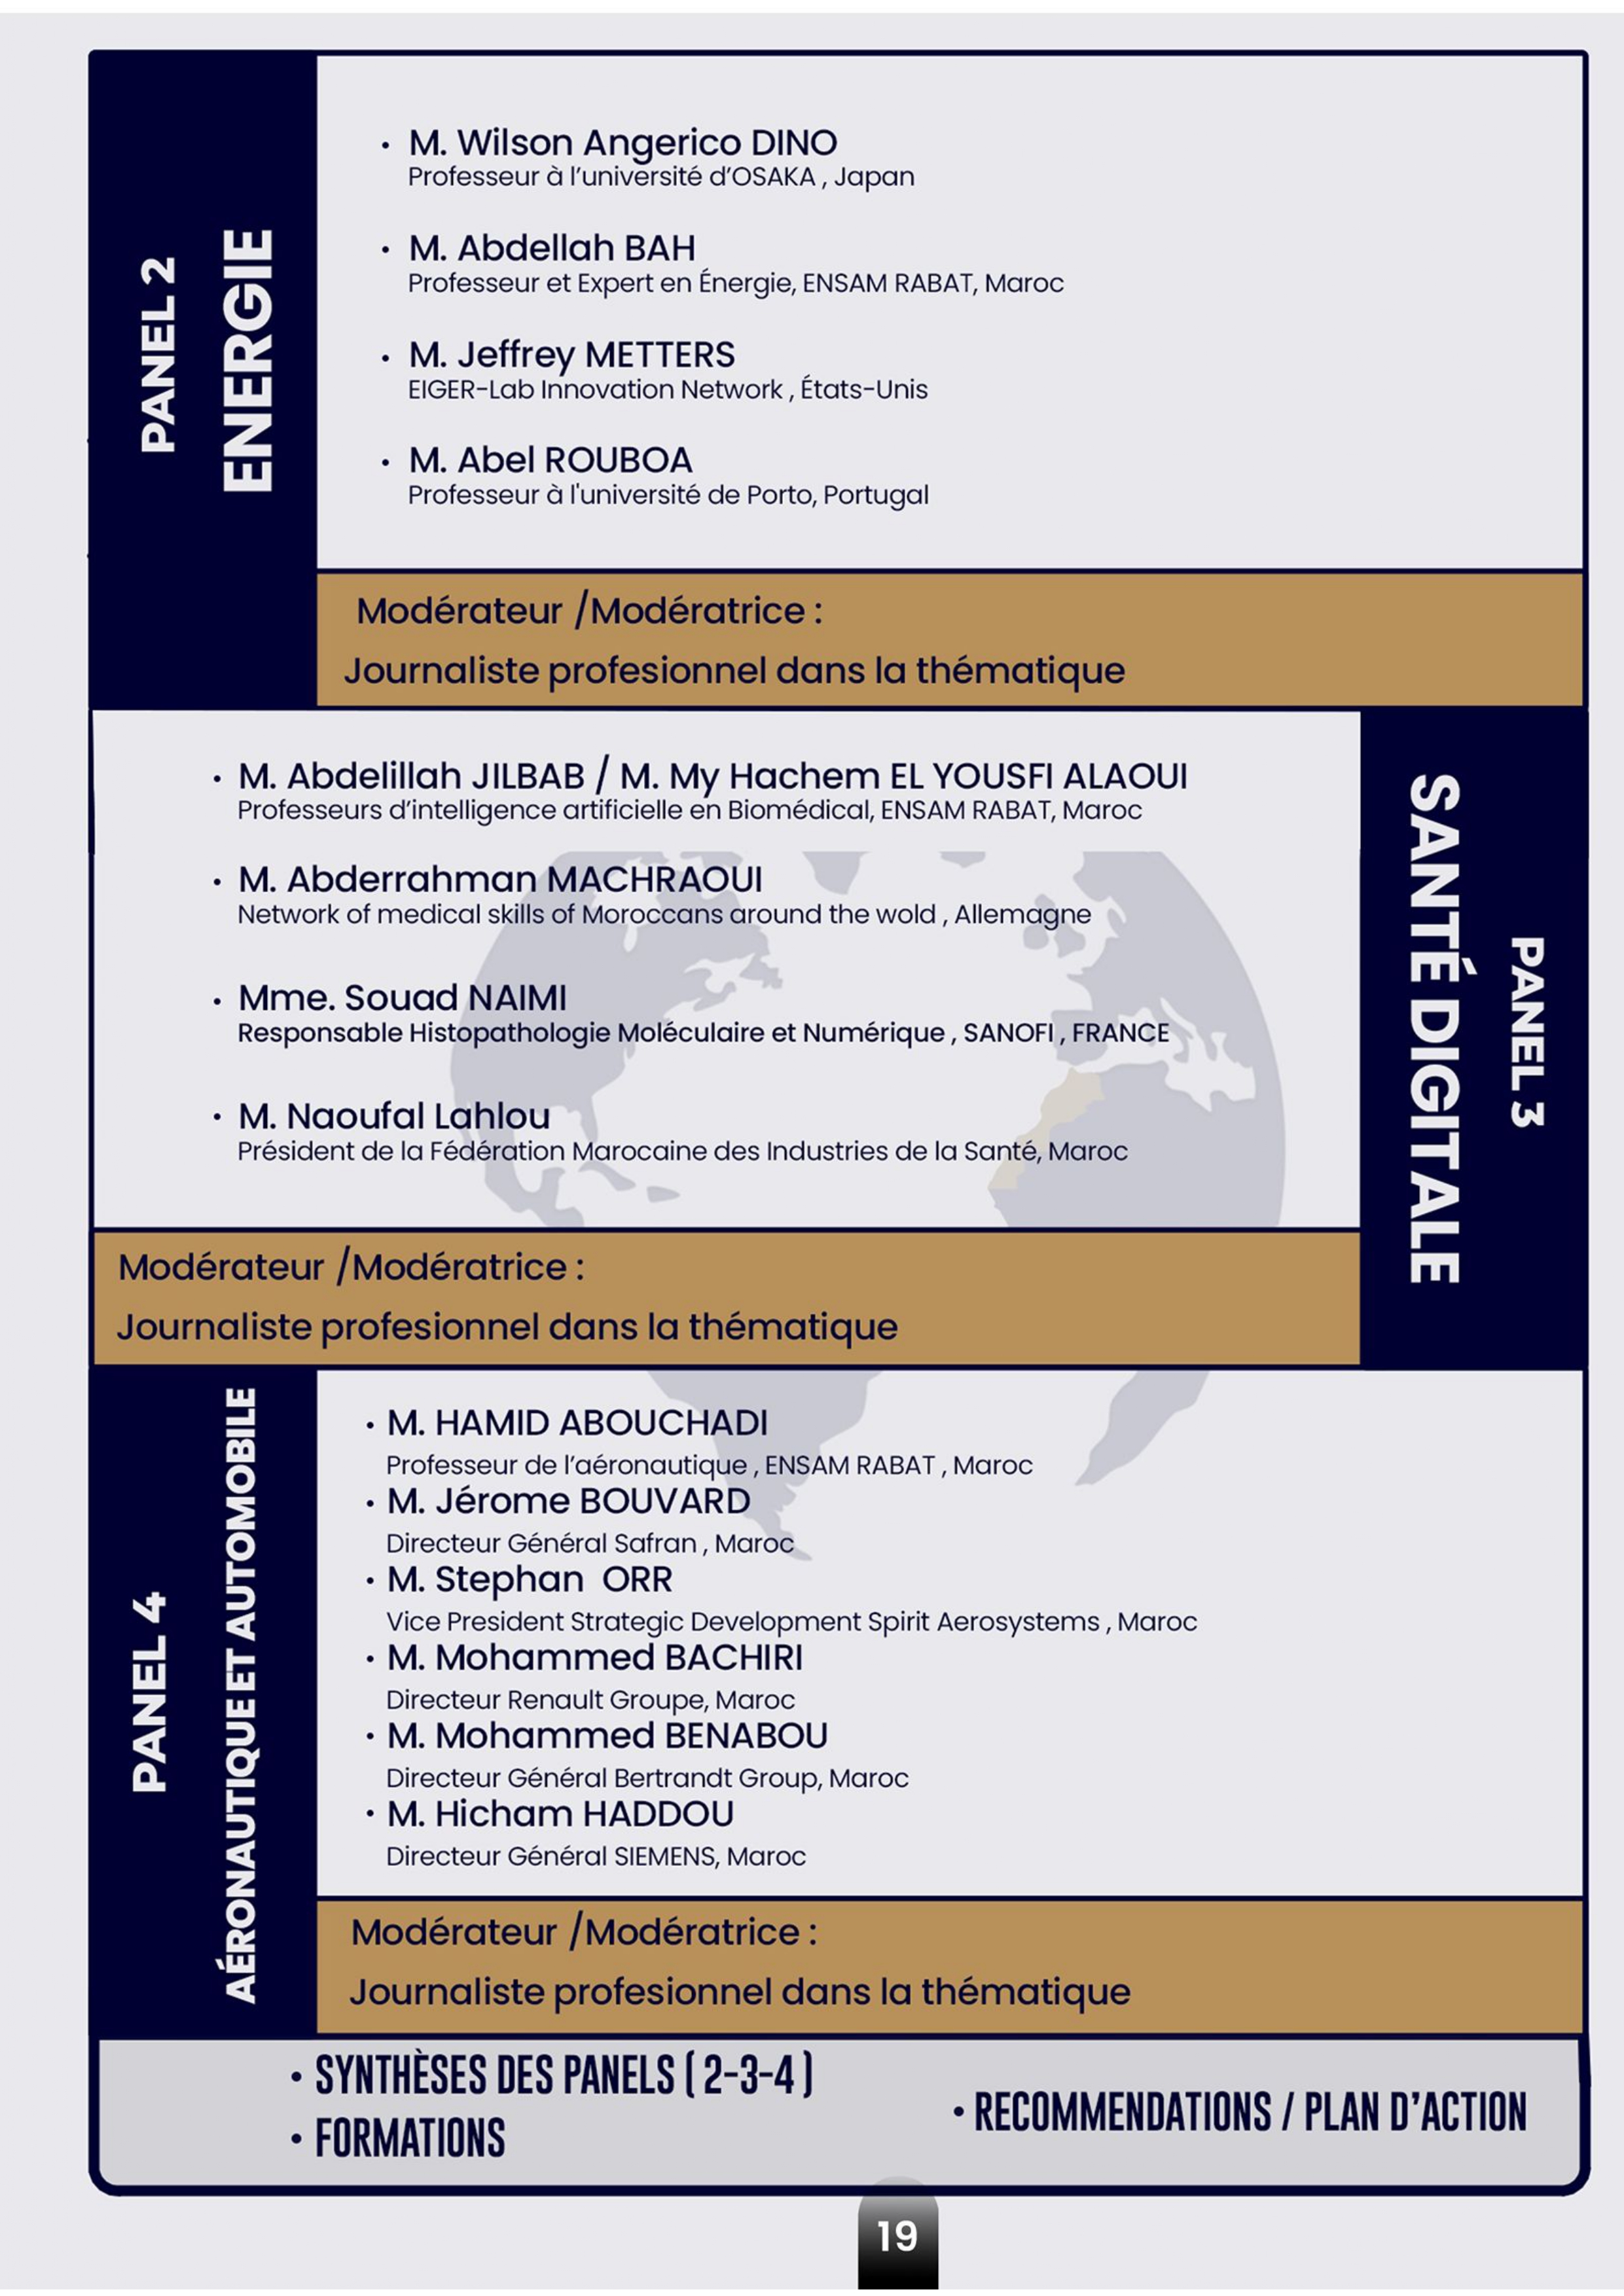 PANEL 2
ENERGIE
• M. Wilson Angerico DINO
Professeur à l’université d’OSAKA , Japan
• M. Abdellah BAH
Professeur et Expert en Énergie, ENSAM RABAT, Maroc
• M. Jeffrey METTERS
EIGER-Lab Innovation Network , États-Unis
• M. Abel ROUBOA
Professeur à l'université de Porto, Portugal
Modérateur /Modératrice :
Journaliste profesionnel dans la thématique
PANEL 3
SANTÉ DIGITALE
• M. Abdelillah JILBAB / M. My Hachem EL YOUSFI ALAOUI
Professeurs d’intelligence artificielle en Biomédical, ENSAM RABAT, Maroc
• M. Abderrahman MACHRAOUI
Network of medical skills of Moroccans around the wold , Allemagne
• Mme. Souad NAIMI
Responsable Histopathologie Moléculaire et Numérique , SANOFI , FRANCE
• M. Naoufal Lahlou
Président de la Fédération Marocaine des Industries de la Santé, Maroc
Modérateur /Modératrice :
Journaliste profesionnel dans la thématique
PANEL 4
AÉRONAUTIQUE ET AUTOMOBILE
• M. HAMID ABOUCHADI
Professeur de l’aéronautique , ENSAM RABAT , Maroc
• M. Jérome BOUVARD
Directeur Général Safran , Maroc
• M. Stephan ORR
Vice President Strategic Development Spirit Aerosystems , Maroc
• M. Mohammed BACHIRI
Directeur Renault Groupe, Maroc
• M. Mohammed BENABOU
Directeur Général Bertrandt Group, Maroc
• M. Hicham HADDOU
Directeur Général SIEMENS, Maroc
Modérateur /Modératrice :
Journaliste profesionnel dans la thématique
• SYNTHÈSES DES PANELS ( 2-3-4 )
• FORMATIONS
• RECOMMENDATIONS / PLAN D’ACTION
19